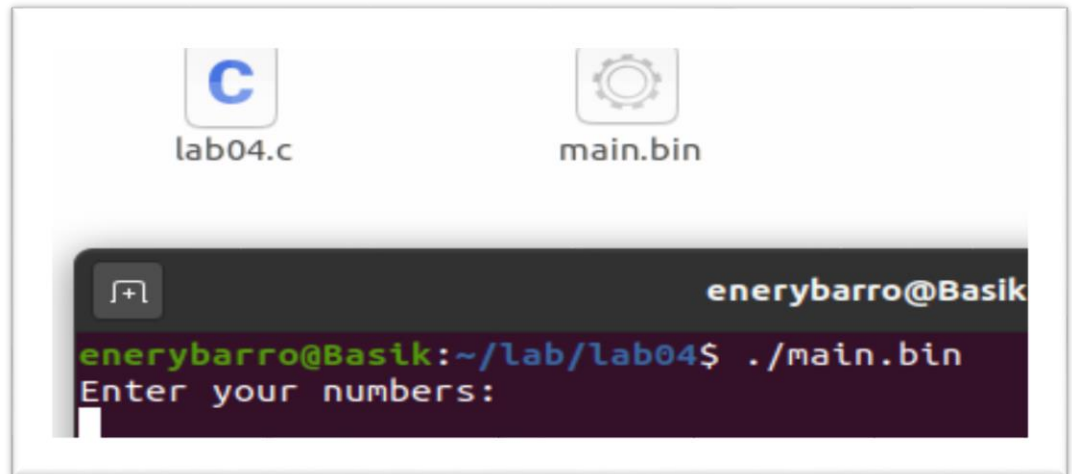 C
lab04.c
main.bin
enerybarro@Basik
enerybarro@Basik:~/lab/lab04$ ./main.bin
Enter your numbers: